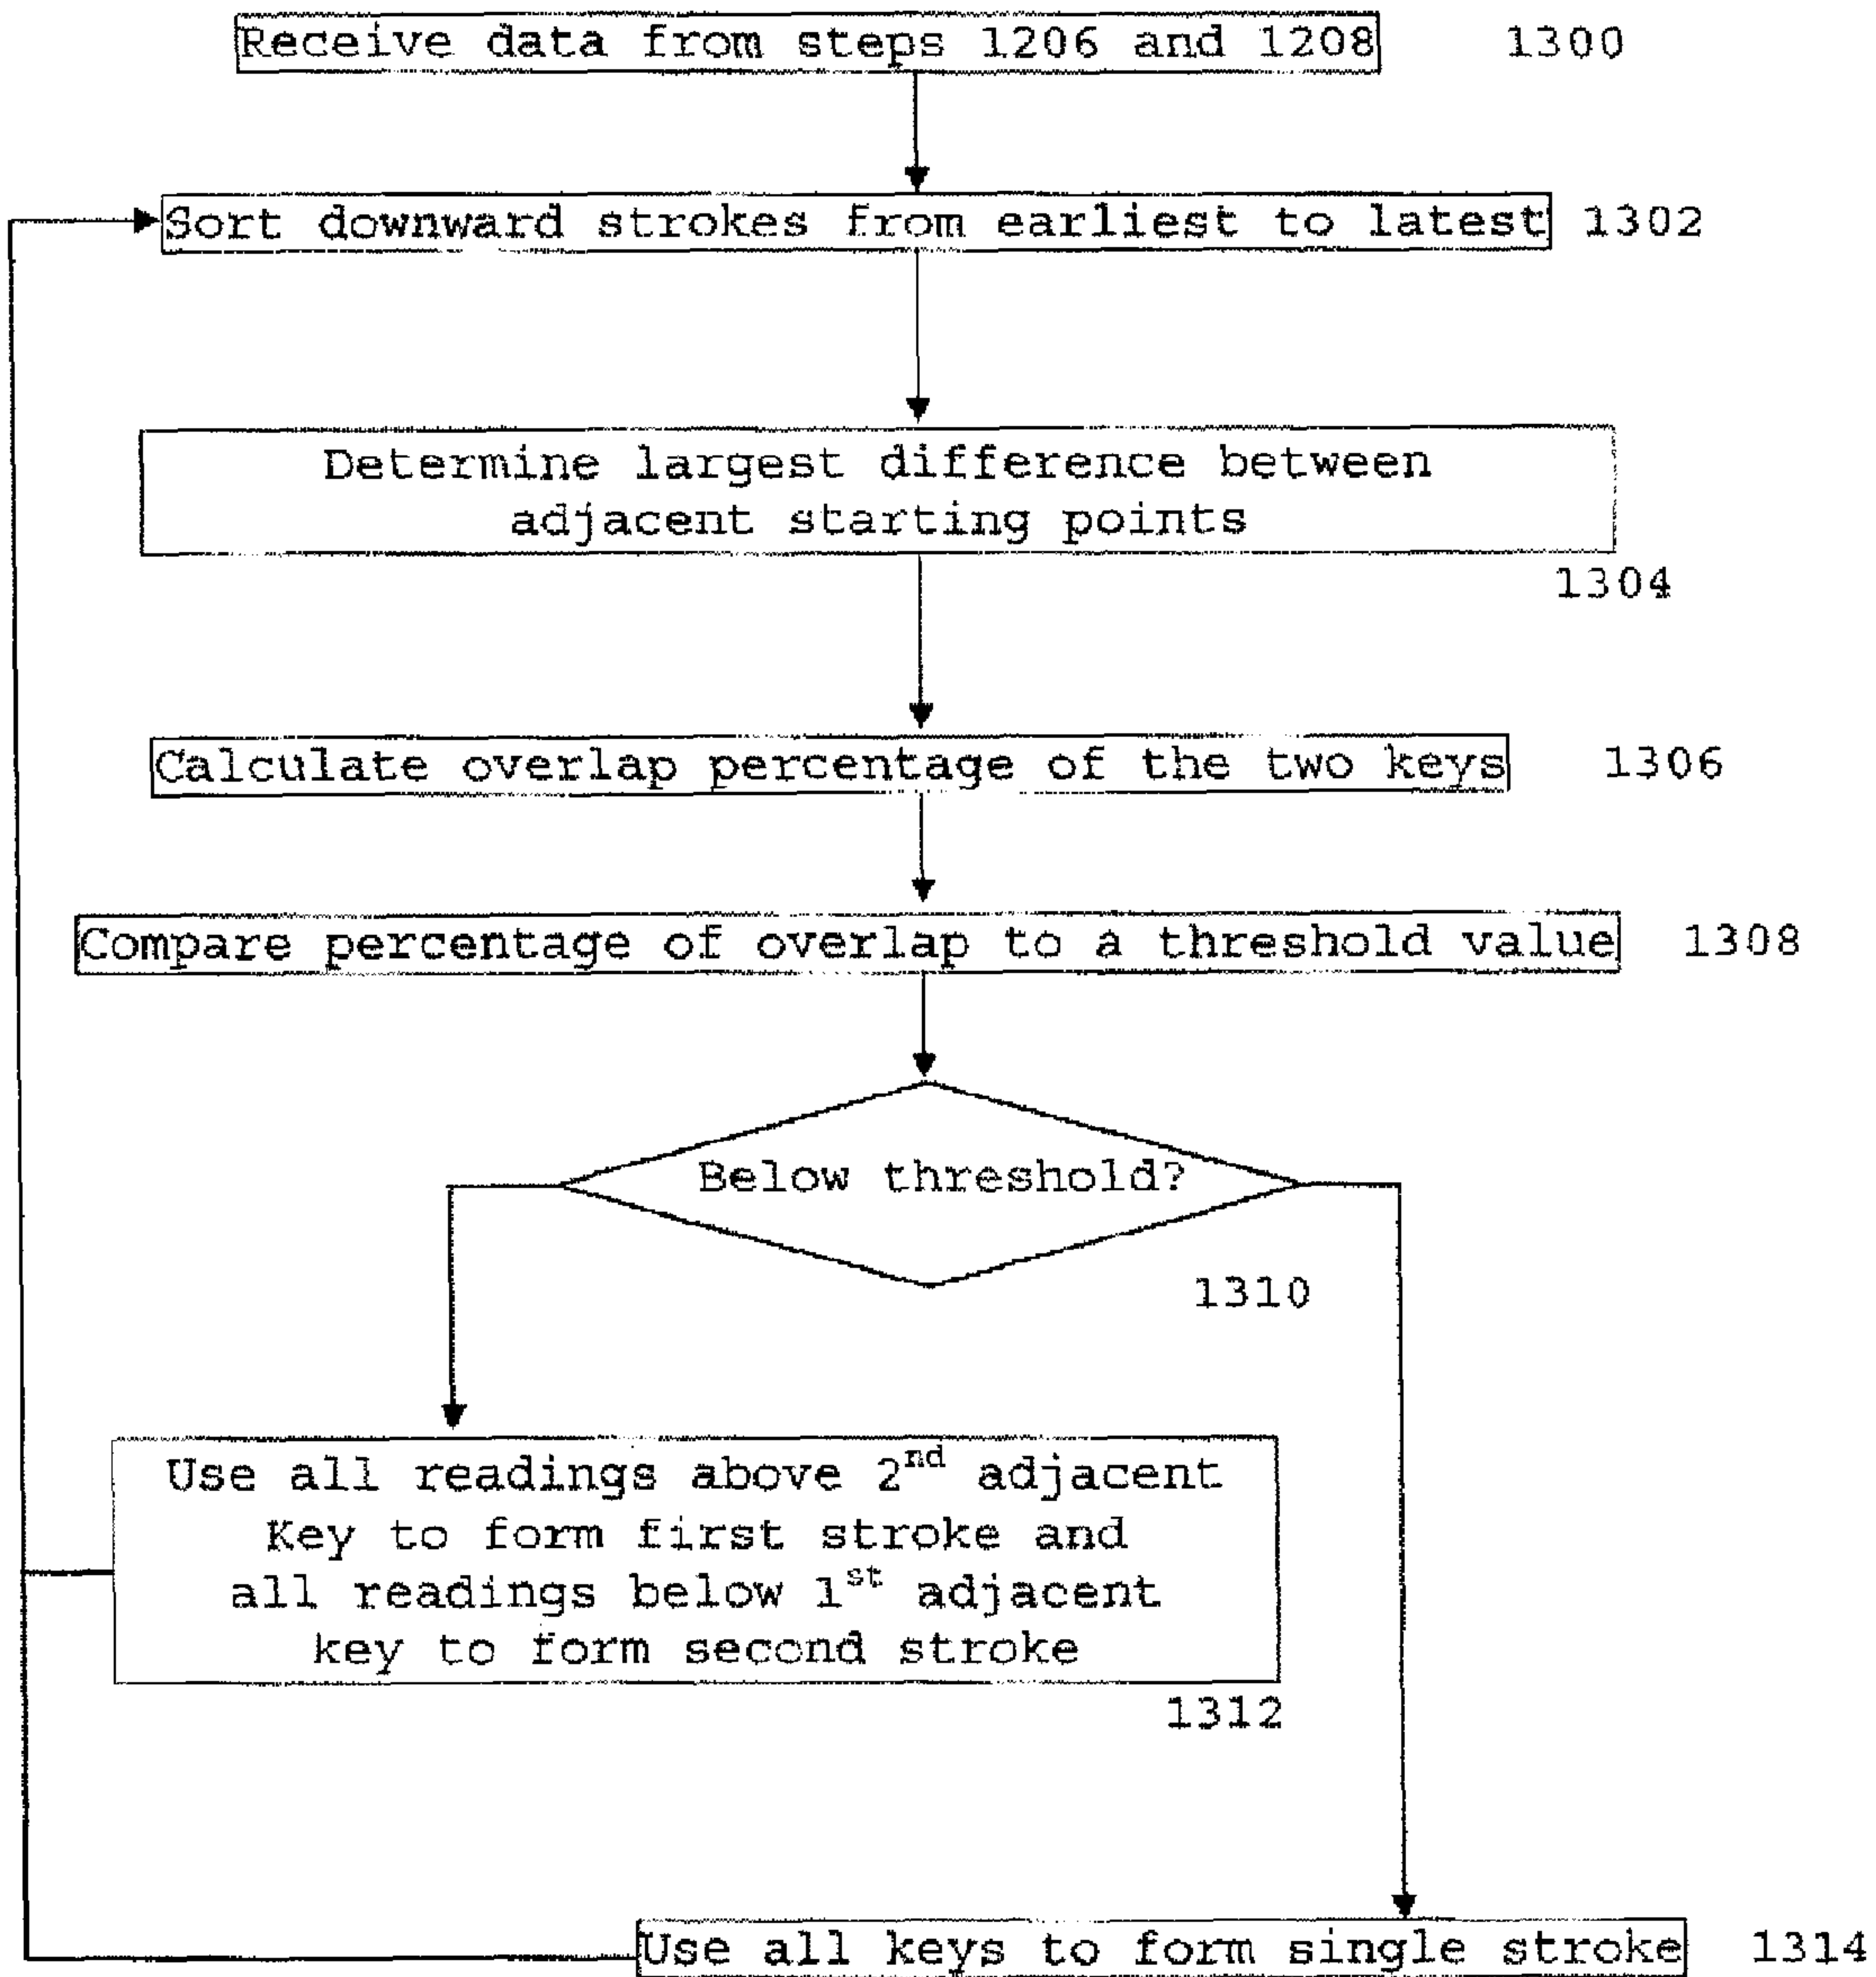 Receive data from steps 1206 and 1208 1300
Sort downward strokes from earliest to latest 1302
Determine largest difference between
adjacent starting points
1304
Calculate overlap percentage of the two keys 1306
Compare percentage of overlap to a threshold value 1308
Below threshold?
1310
Use all readings above 2nd adjacent
Key to form first stroke and
all readings below 1st adjacent
key to form second stroke
1312
Use all keys to form single stroke 1314